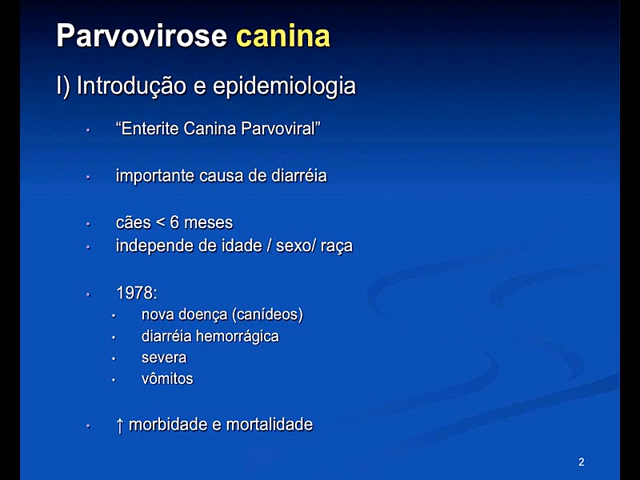 Parvovirose canina
I) Introdução e epidemiologia
• “Enterite Canina Parvoviral”
• importante causa de diarréia
• cães < 6 meses
• independe de idade / sexo/ raça
• 1978:
• nova doença (canídeos)
• diarréia hemorrágica
• severa
• vômitos
• ↑ morbidade e mortalidade
2